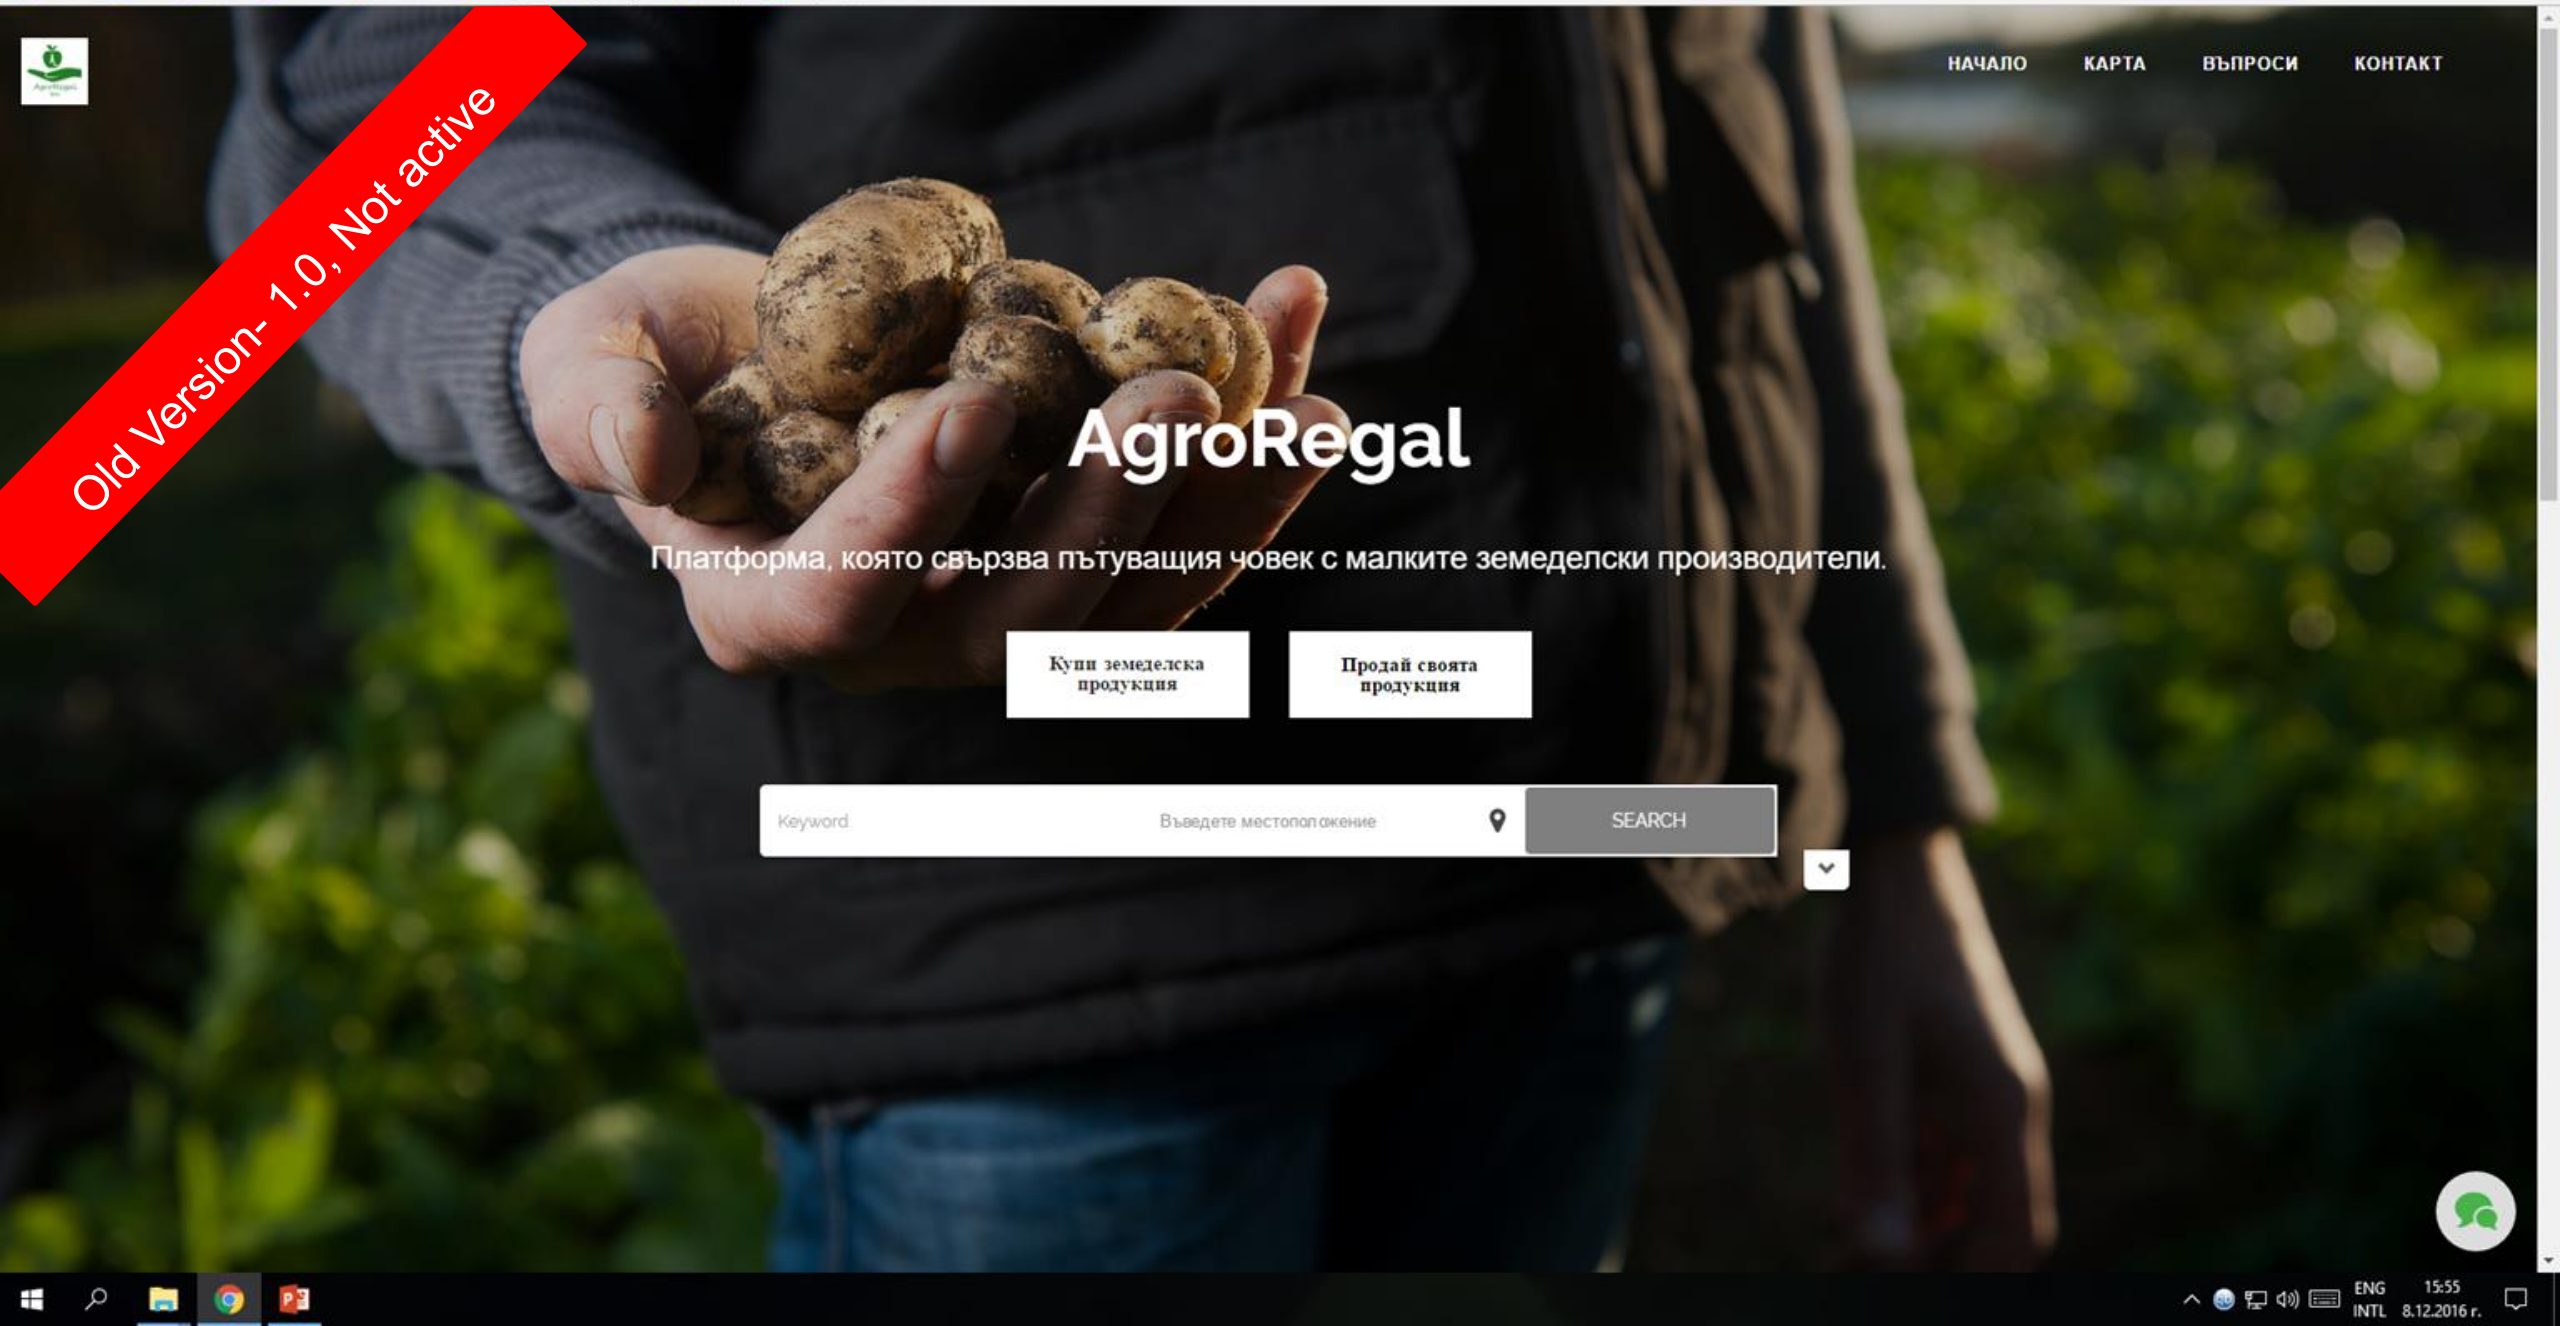 AgroRegal
НАЧАЛО КАРТА ВЪПРОСИ КОНТАКТ
Old Version- 1.0, Not active
AgroRegal
Платформа, която свързва пътуващия човек с малките земеделски производители.
Купи земеделска
продукция
Продай своята
продукция
Keyword Въведете местоположение SEARCH
ENG 15:55
INTL 8.12.2016 г.